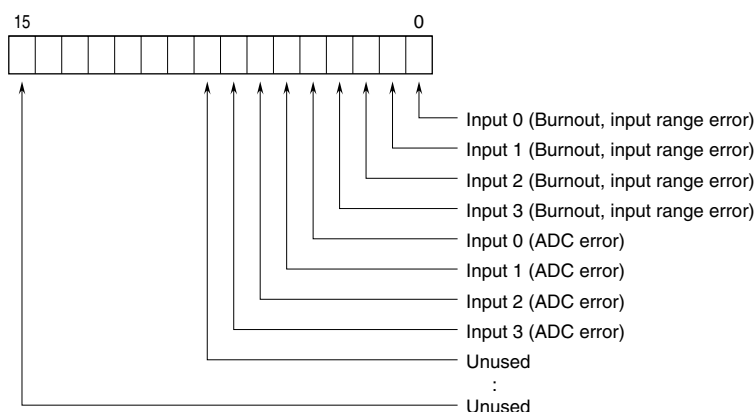 15 0
Input 0 (Burnout, input range error)
Input 1 (Burnout, input range error)
Input 2 (Burnout, input range error)
Input 3 (Burnout, input range error)
Input 0 (ADC error)
Input 1 (ADC error)
Input 2 (ADC error)
Input 3 (ADC error)
Unused
:
Unused